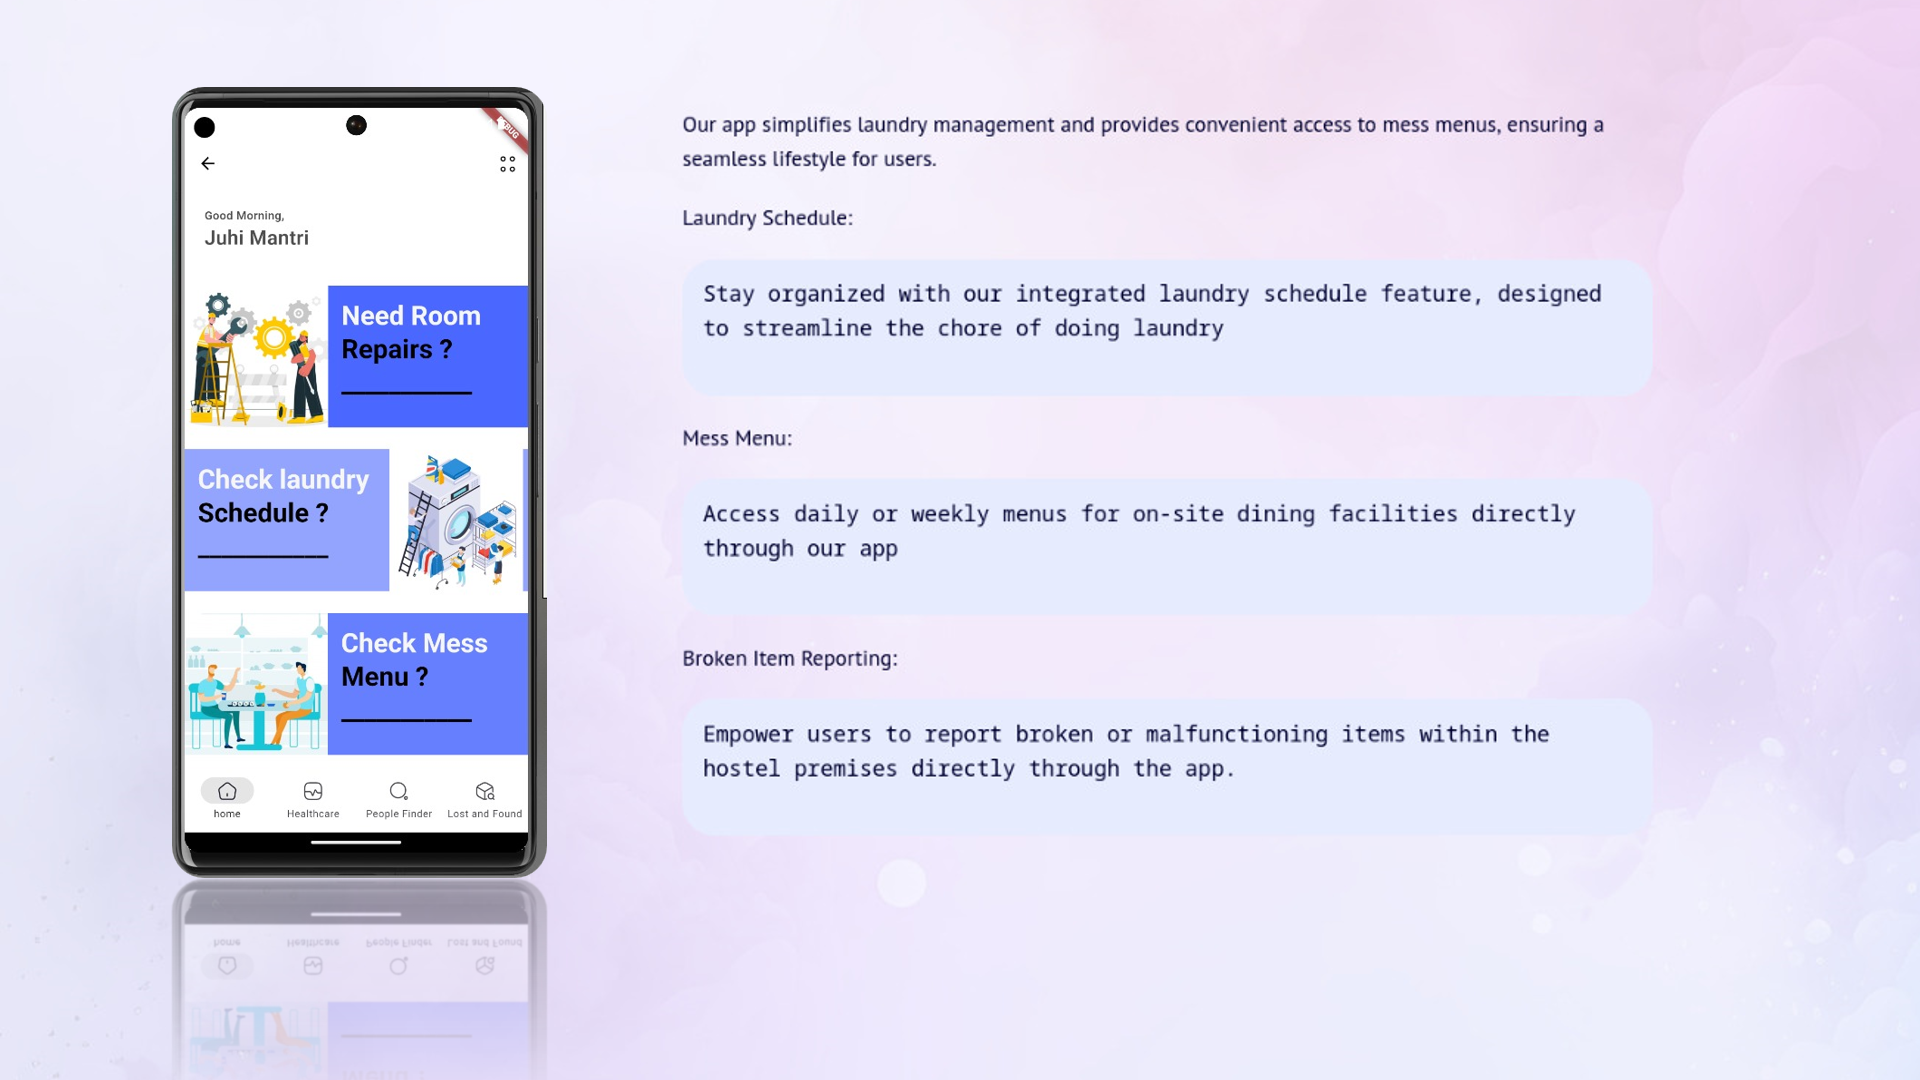 DEBUG
Good Morning,
Juhi Mantri
Need Room
Repairs ?
Check laundry
Schedule ?
Check Mess
Menu ?
home
Healthcare
People Finder
Lost and Found
Our app simplifies laundry management and provides convenient access to mess menus, ensuring a
seamless lifestyle for users.
Laundry Schedule:
Stay organized with our integrated laundry schedule feature, designed
to streamline the chore of doing laundry
Mess Menu:
Access daily or weekly menus for on-site dining facilities directly
through our app
Broken Item Reporting:
Empower users to report broken or malfunctioning items within the
hostel premises directly through the app.